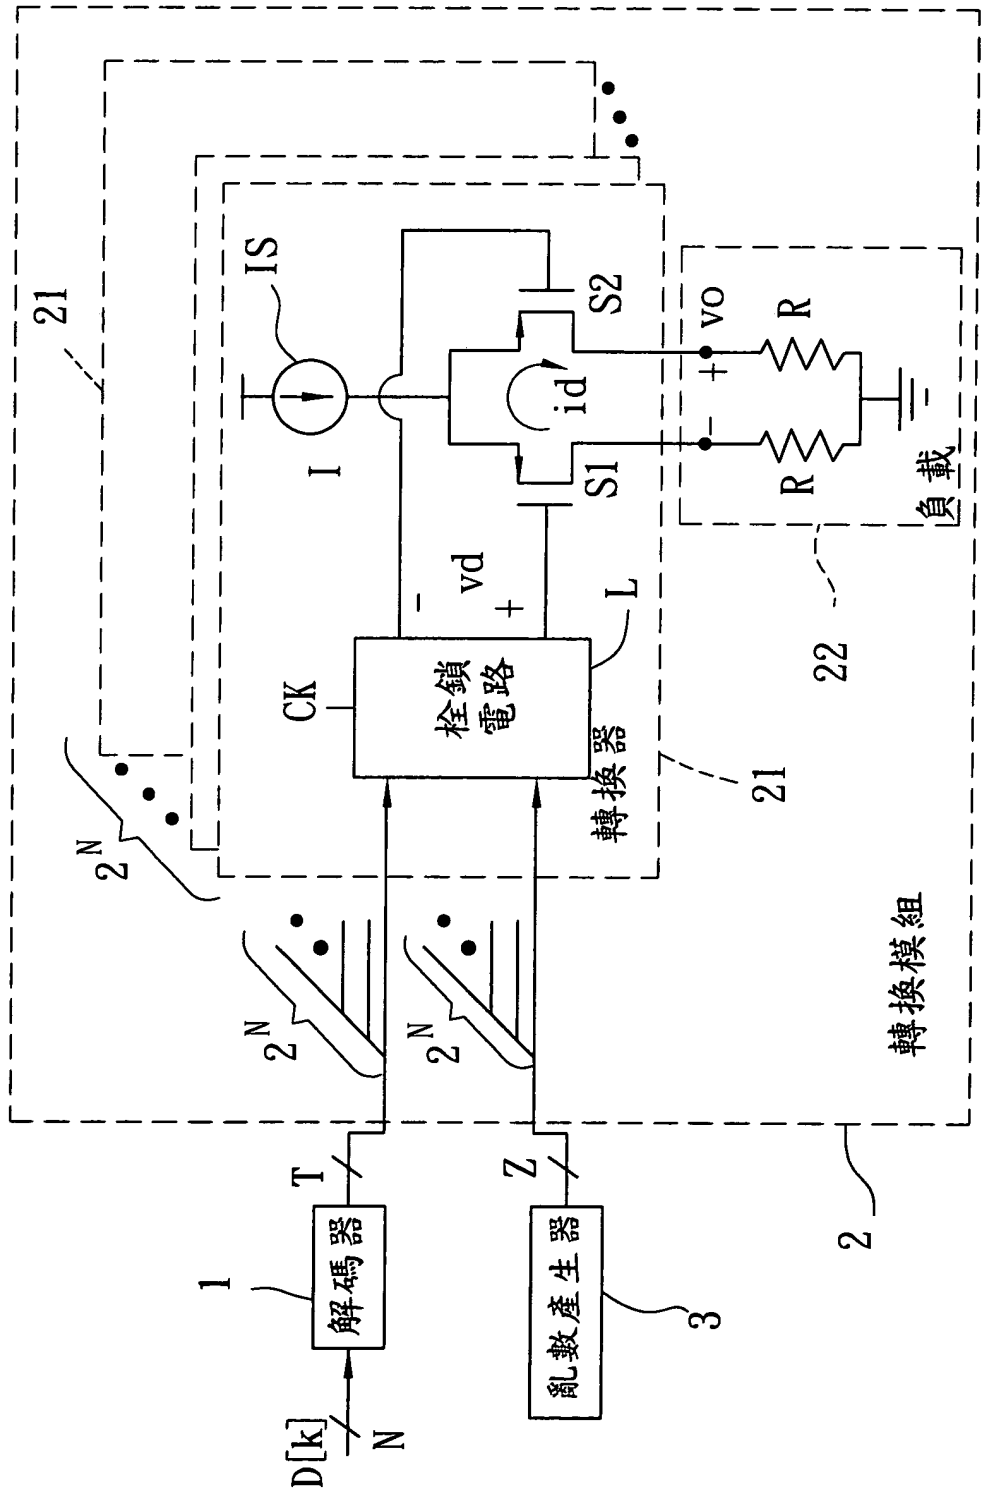 D[k]
N
解碼器
1
T
亂數產生器
3
Z
2
轉換模組
2^N
2^N
2^N
21
21
轉換器
栓鎖
電路
CK
L
-
vd
+
I
IS
S1
S2
id
-
+
vo
R
R
負載
22